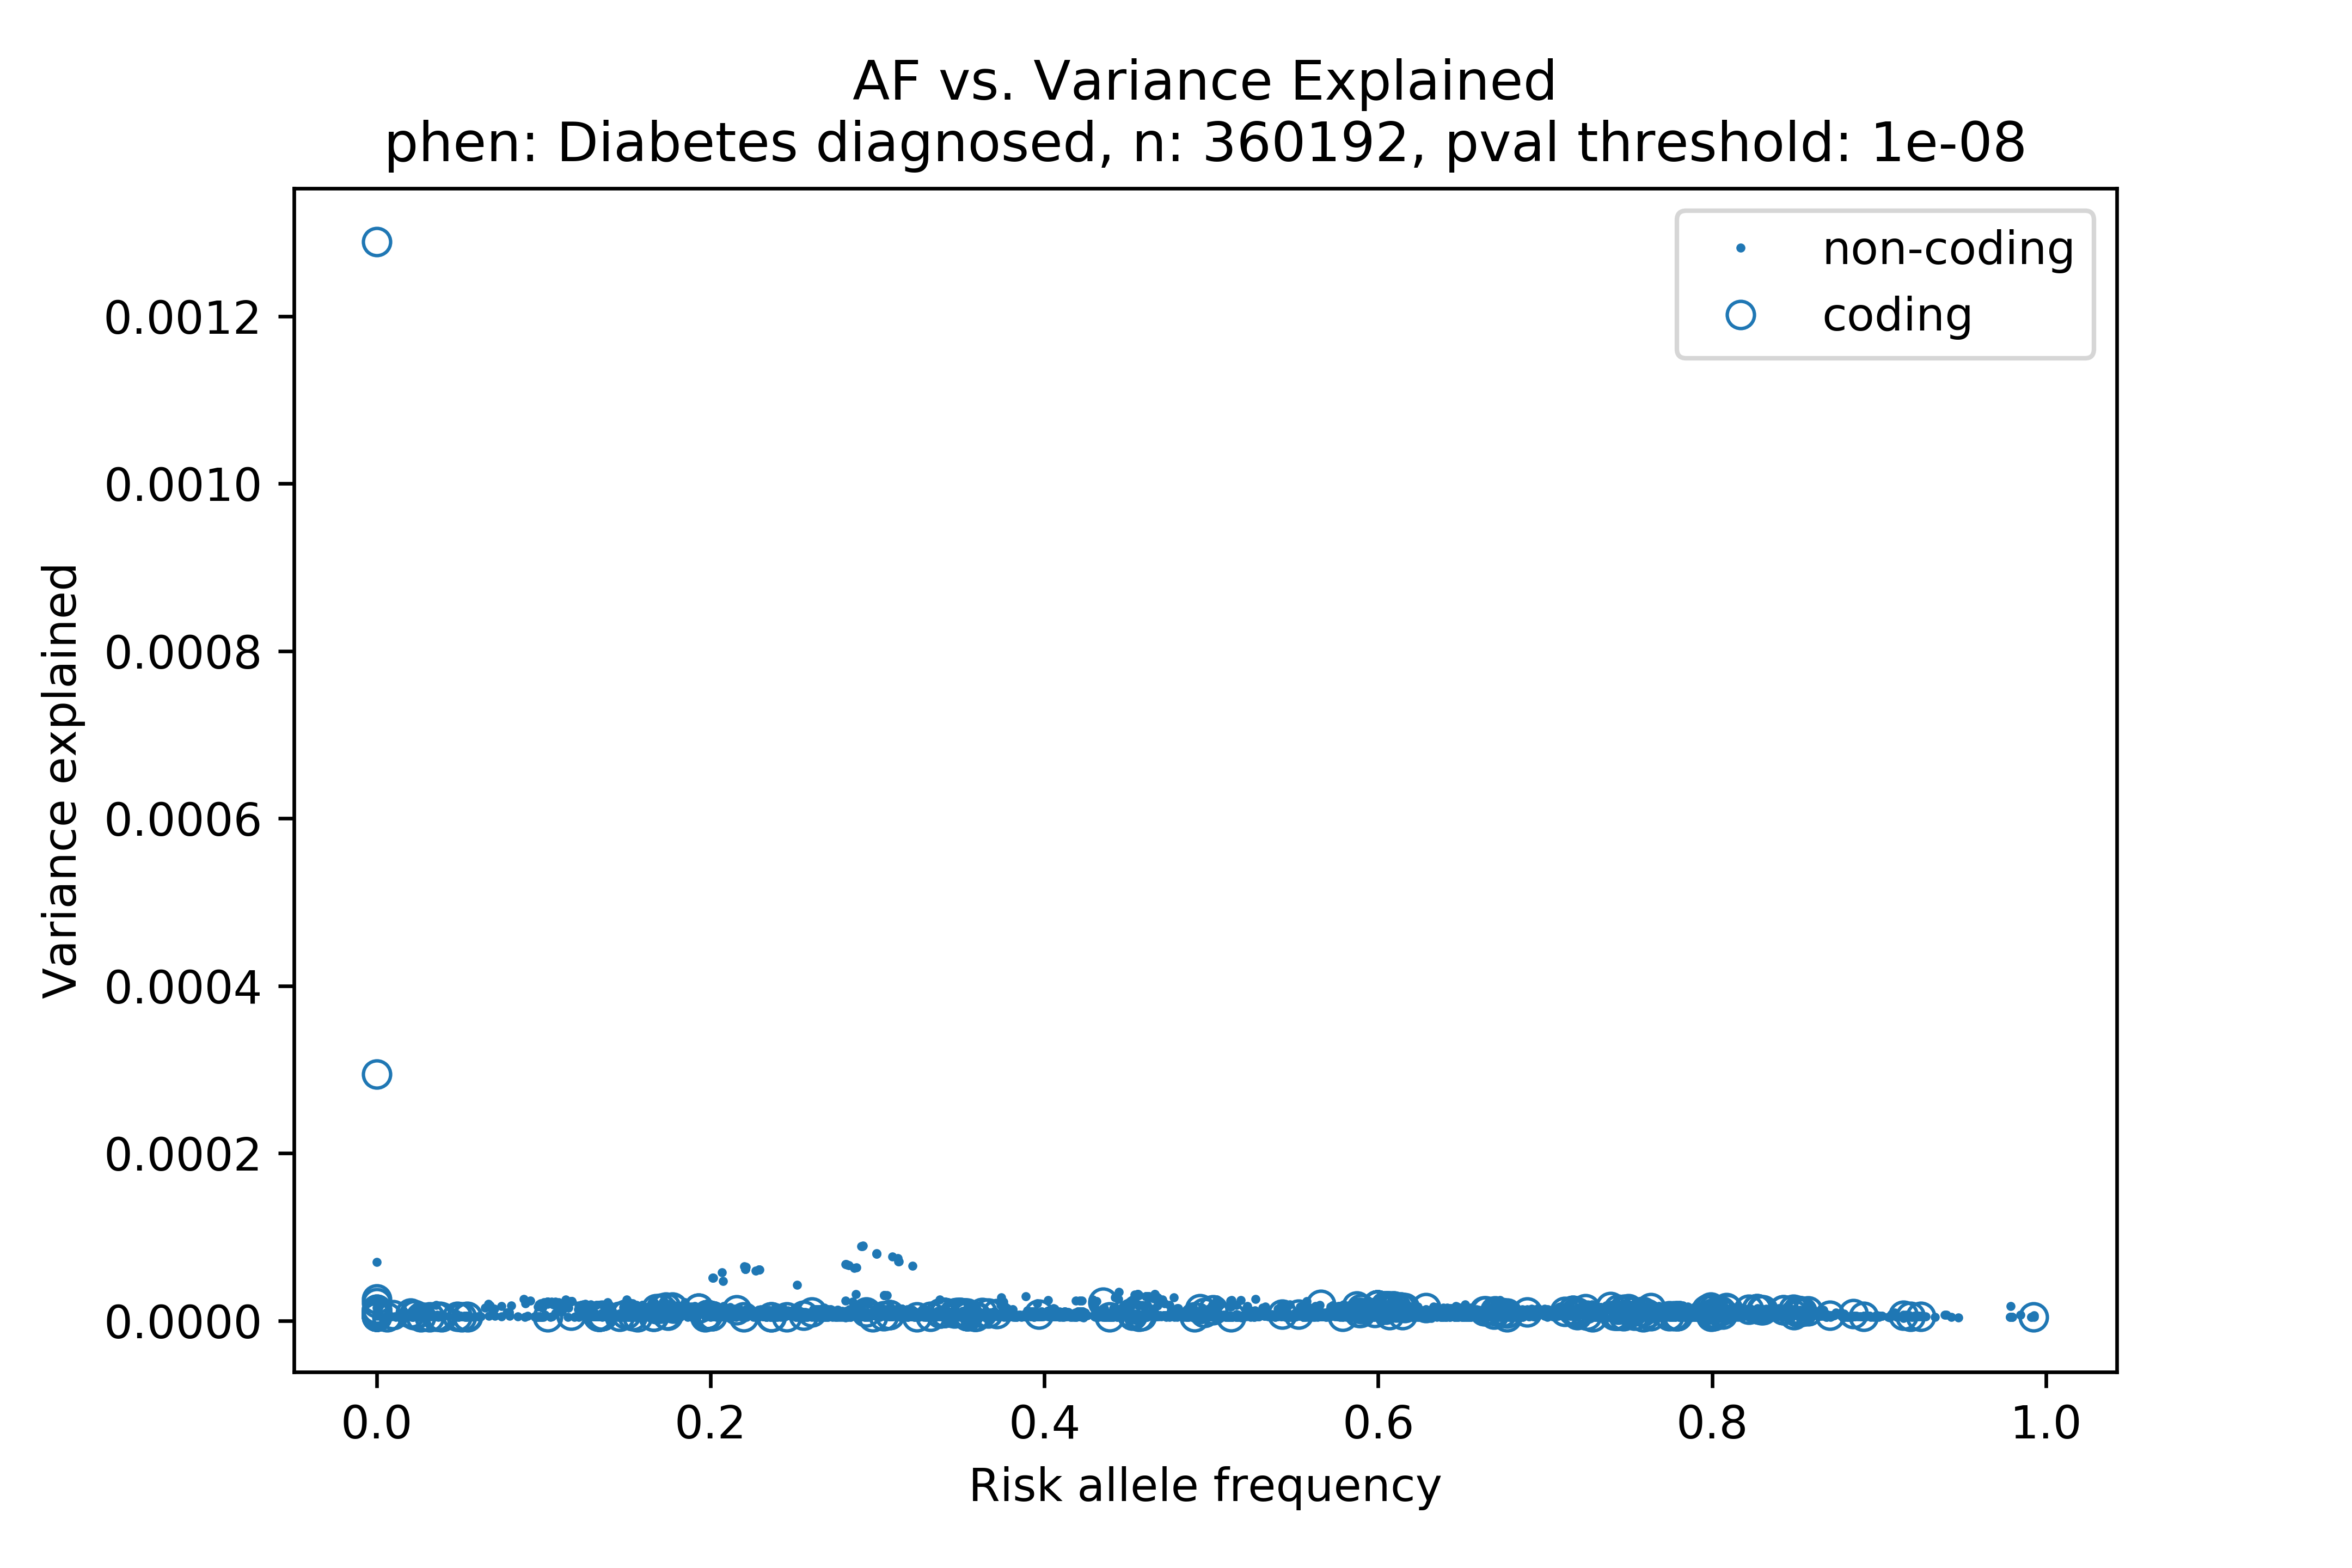 AF vs. Variance Explained
phen: Diabetes diagnosed, n: 360192, pval threshold: 1e-08
non-coding
coding
0.0012
0.0010
0.0008
0.0006
0.0004
0.0002
0.0000
Variance explained
0.0 0.2 0.4 0.6 0.8 1.0
Risk allele frequency